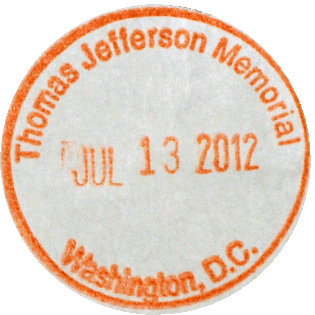 Thomas Jefferson Memorial
JUL 13 2012
Washington, D.C.